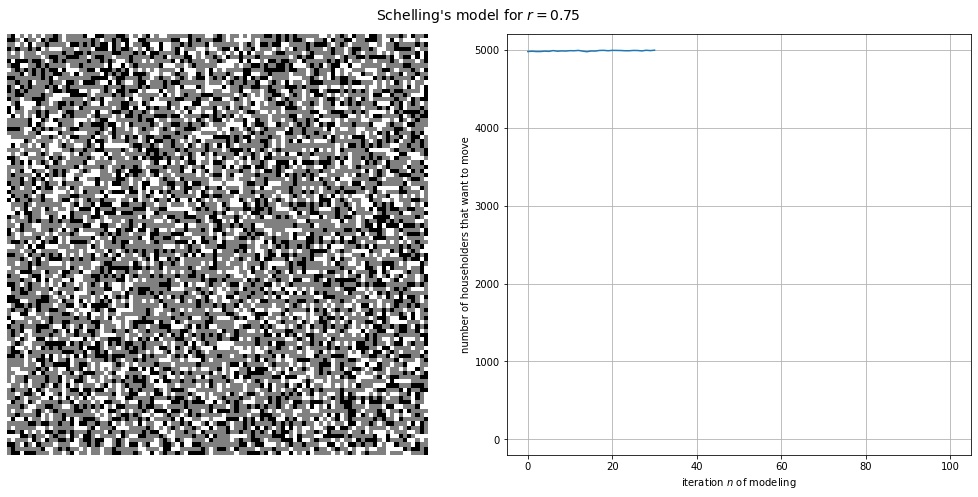 Schelling's model for r = 0.75
number of householders that want to move
5000
4000
3000
2000
1000
0
0 20 40 60 80 100
iteration n of modeling